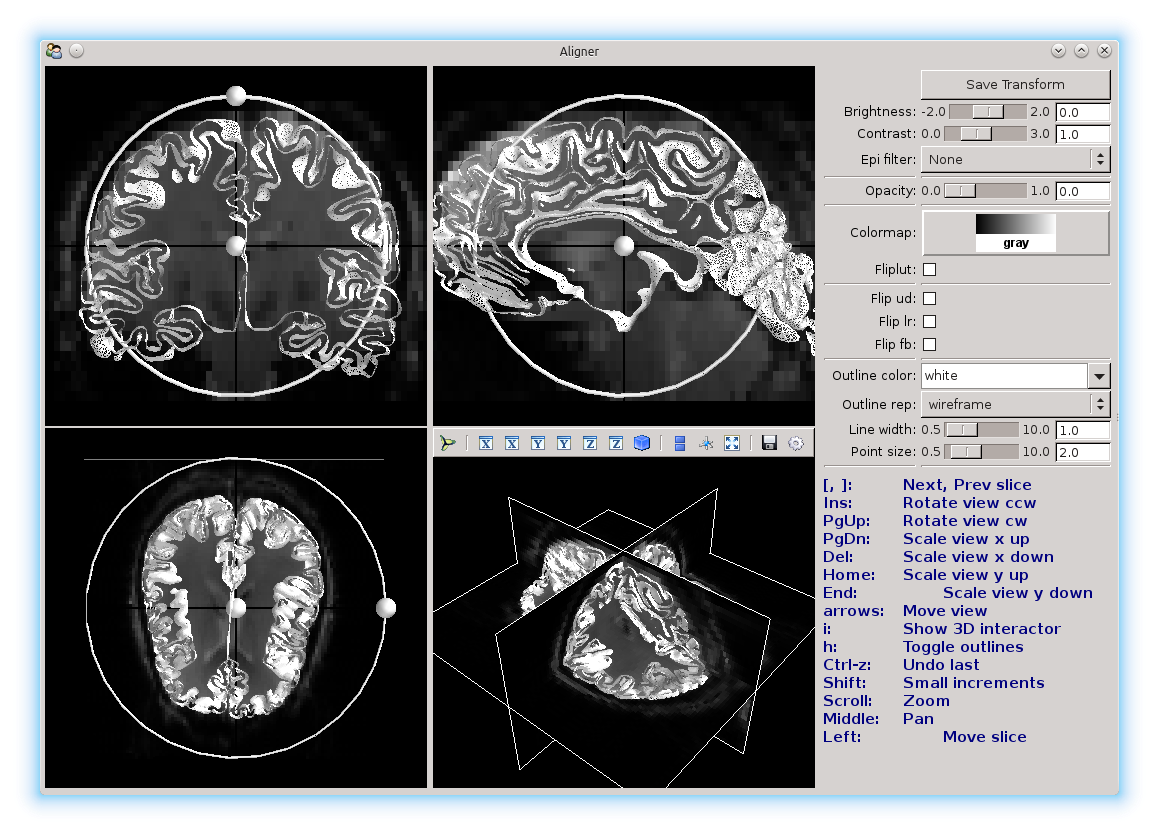 Aligner
Save Transform
Brightness: -2.0 2.0 0.0
Contrast: 0.0 3.0 1.0
Epi filter: None
Opacity: 0.0 1.0 0.0
Colormap: gray
Fliplut:
Flip ud:
Flip lr:
Flip fb:
Outline color: white
Outline rep: wireframe
Line width: 0.5 10.0 1.0
Point size: 0.5 10.0 2.0
X X Y Y Z Z
[, ]: Next, Prev slice
Ins: Rotate view ccw
PgUp: Rotate view cw
PgDn: Scale view x up
Del: Scale view x down
Home: Scale view y up
End: Scale view y down
arrows: Move view
i: Show 3D interactor
h: Toggle outlines
Ctrl-z: Undo last
Shift: Small increments
Scroll: Zoom
Middle: Pan
Left: Move slice